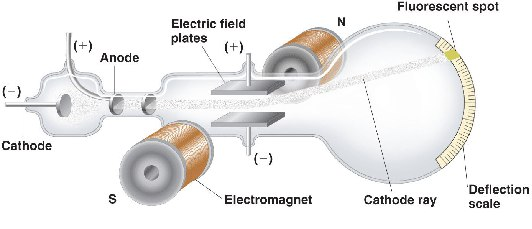 Fluorescent spot
Electric field
plates
N
(+)
(+)
Anode
(−)
Cathode
(−)
S
Electromagnet
Cathode ray
Deflection
scale